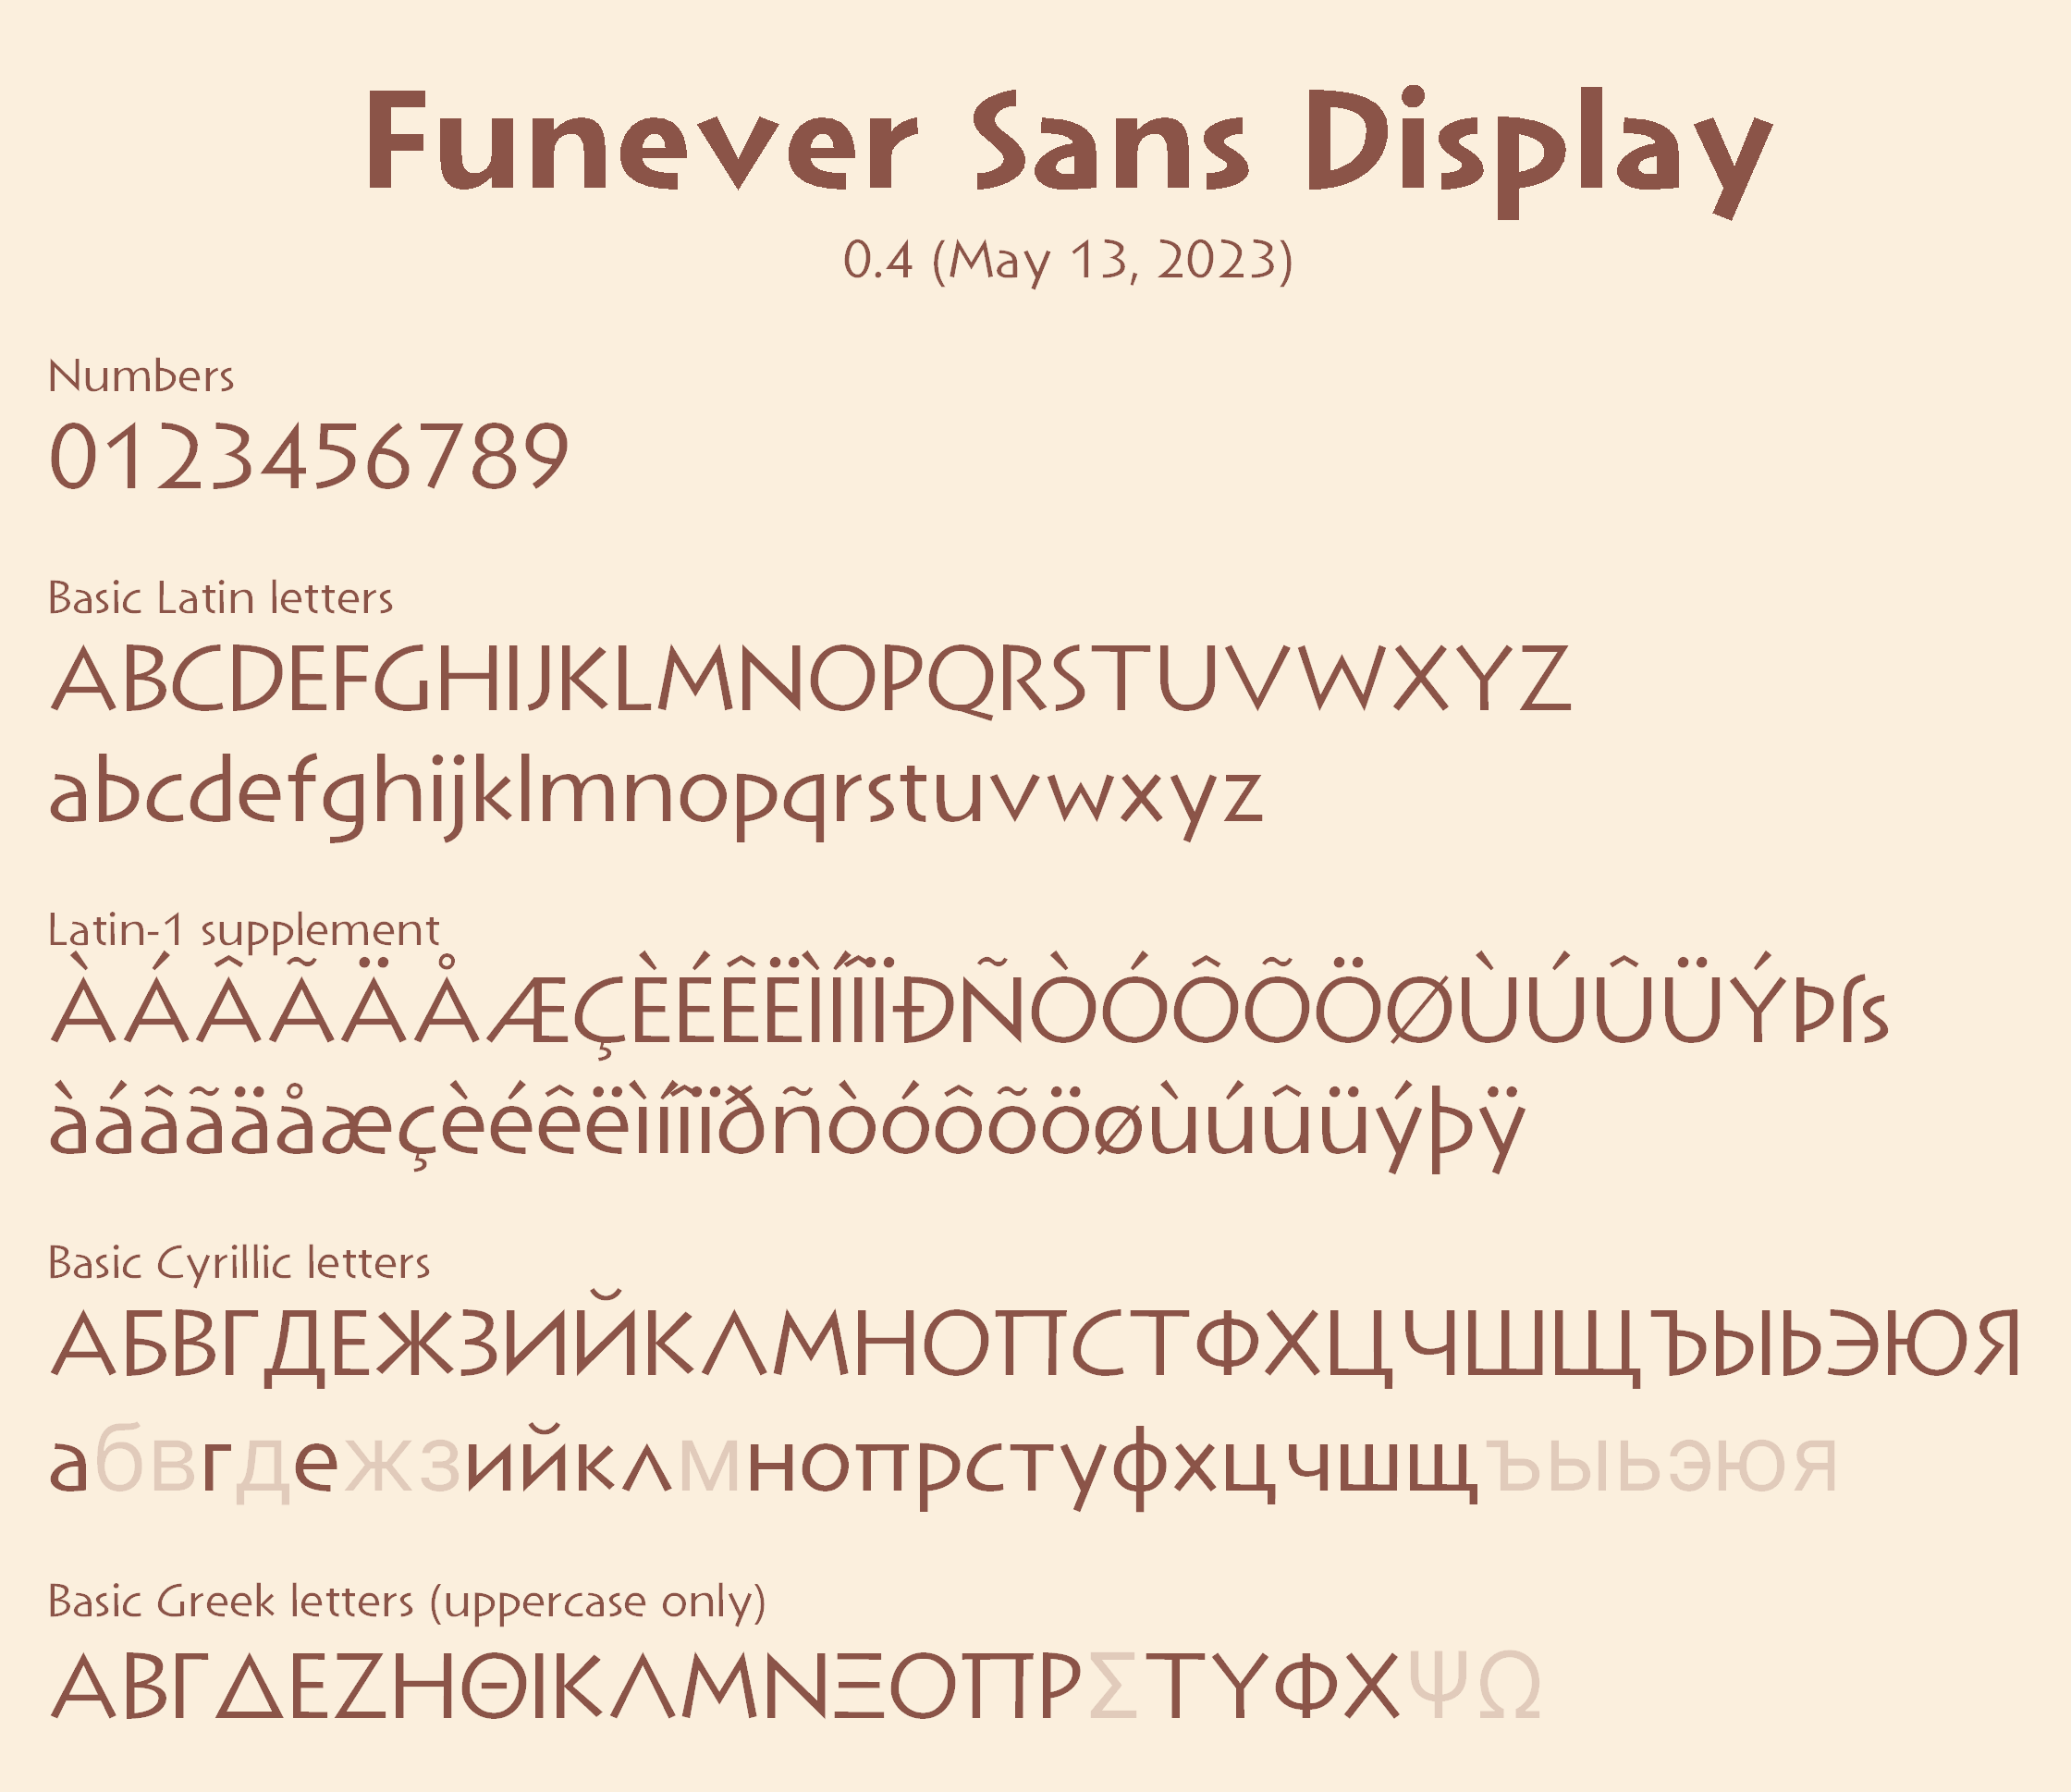 Funever Sans Display
0.4 (May 13, 2023)
Numbers
0123456789
Basic Latin letters
ABCDEFGHIJKLMNOPQRSTUVWXYZ
abcdefghijklmnopqrstuvwxyz
Latin-1 supplement
ÀÁÂÃÄÅÆÇÈÉÊËÌÍÎÏÐÑÒÓÔÕÖØÙÚÛÜÝÞß
àáâãäåæçèéêëìíîïðñòóôõöøùúûüýþÿ
Basic Cyrillic letters
АБВГДЕЖЗИЙКЛМНОПСТФХЦЧШЩЪЫЬЭЮЯ
абвгдежзийклмнопрстуфхцчшщъыьэюя
Basic Greek letters (uppercase only)
ΑΒΓΔΕΖΗΘΙΚΛΜΝΞΟΠΡΣΤΥΦΧΨΩ